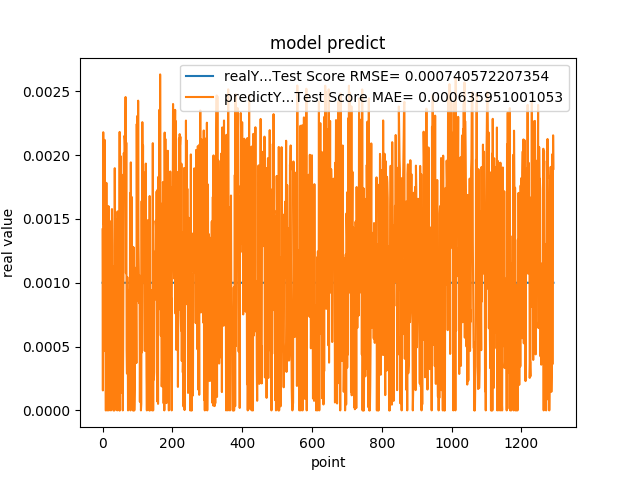 model predict
realY...Test Score RMSE= 0.000740572207354
predictY...Test Score MAE= 0.000635951001053
real value
0.0025
0.0020
0.0015
0.0010
0.0005
0.0000
0 200 400 600 800 1000 1200
point